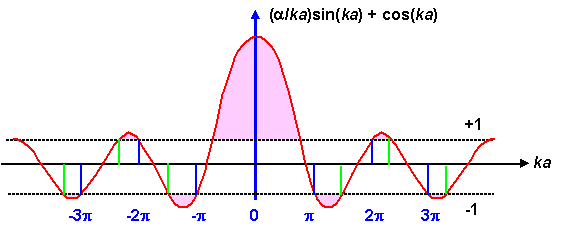 (α/ka)sin(ka) + cos(ka)
+1
ka
-1
-3π -2π -π 0 π 2π 3π